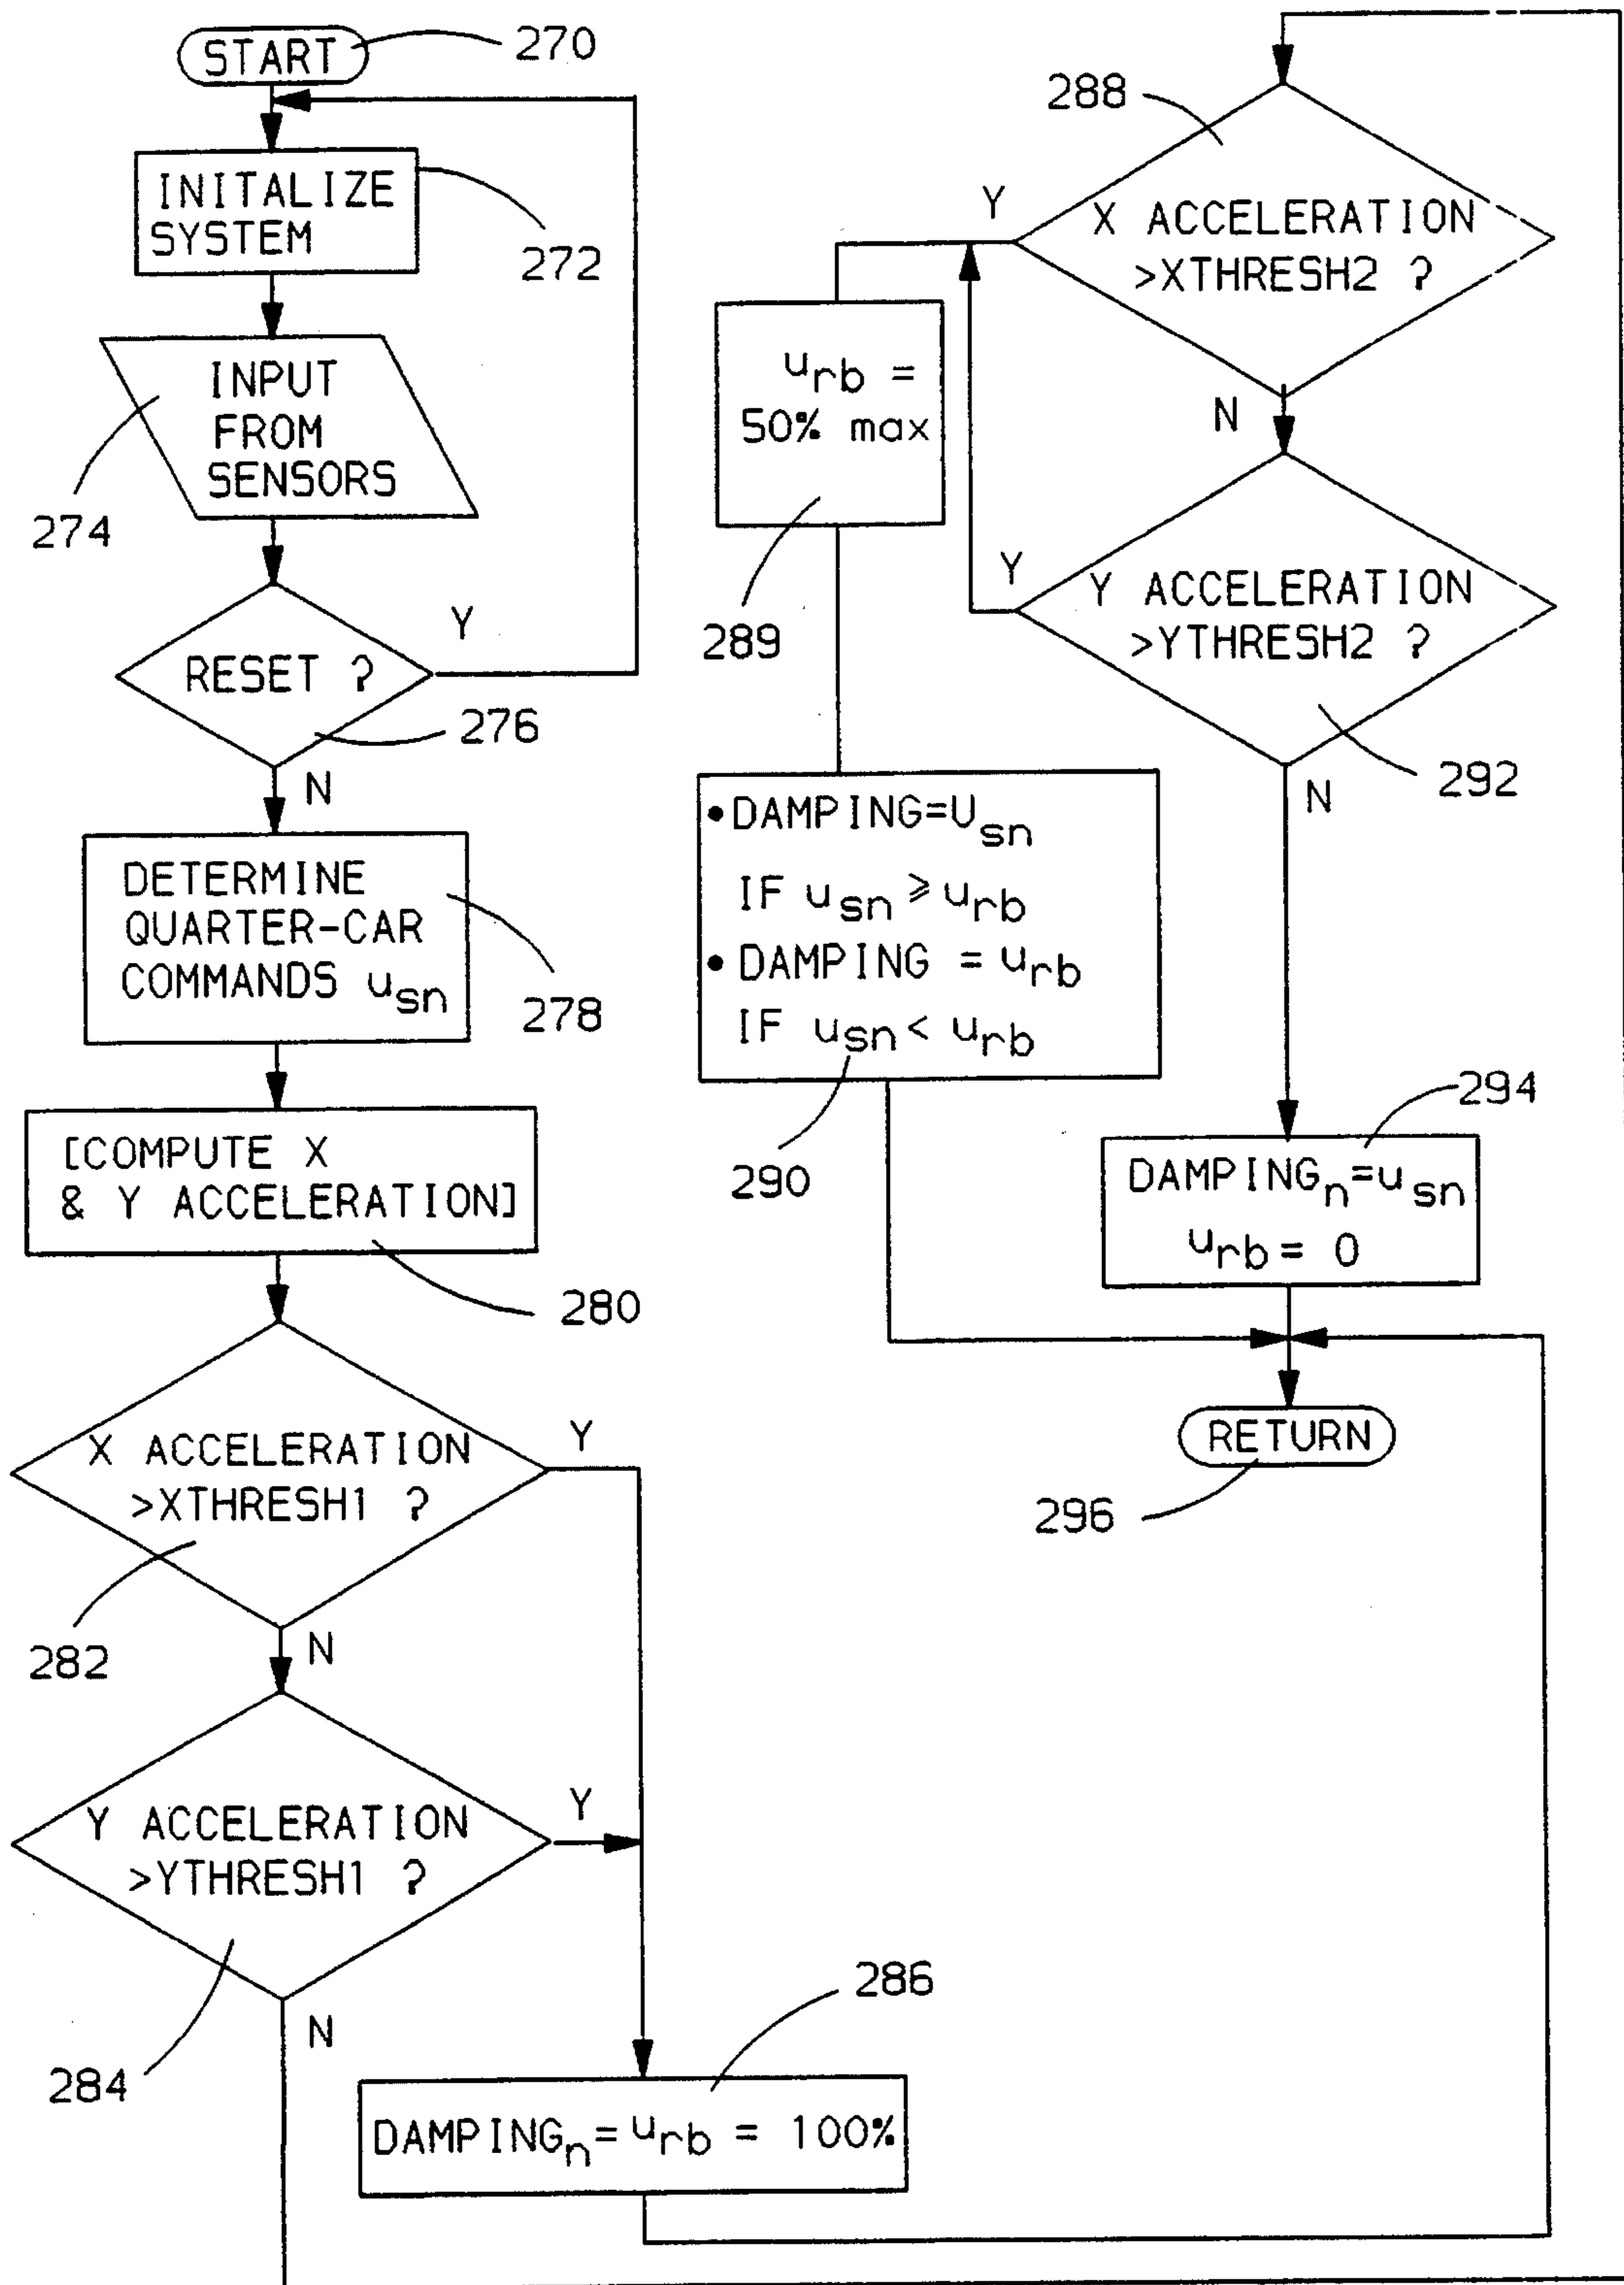 START
270
INITALIZE
SYSTEM
272
INPUT
FROM
SENSORS
274
RESET ?
Y
276
N
DETERMINE
QUARTER-CAR
COMMANDS usn
278
[COMPUTE X
& Y ACCELERATION]
280
X ACCELERATION
>XTHRESH1 ?
Y
282
N
Y ACCELERATION
>YTHRESH1 ?
Y
284
N
286
DAMPINGn=urb = 100%
288
X ACCELERATION
>XTHRESH2 ?
Y
N
urb =
50% max
289
Y ACCELERATION
>YTHRESH2 ?
Y
292
N
•DAMPING=Usn
IF usn ⩾ urb
• DAMPING = urb
IF usn < urb
290
294
DAMPINGn=usn
urb = 0
RETURN
296